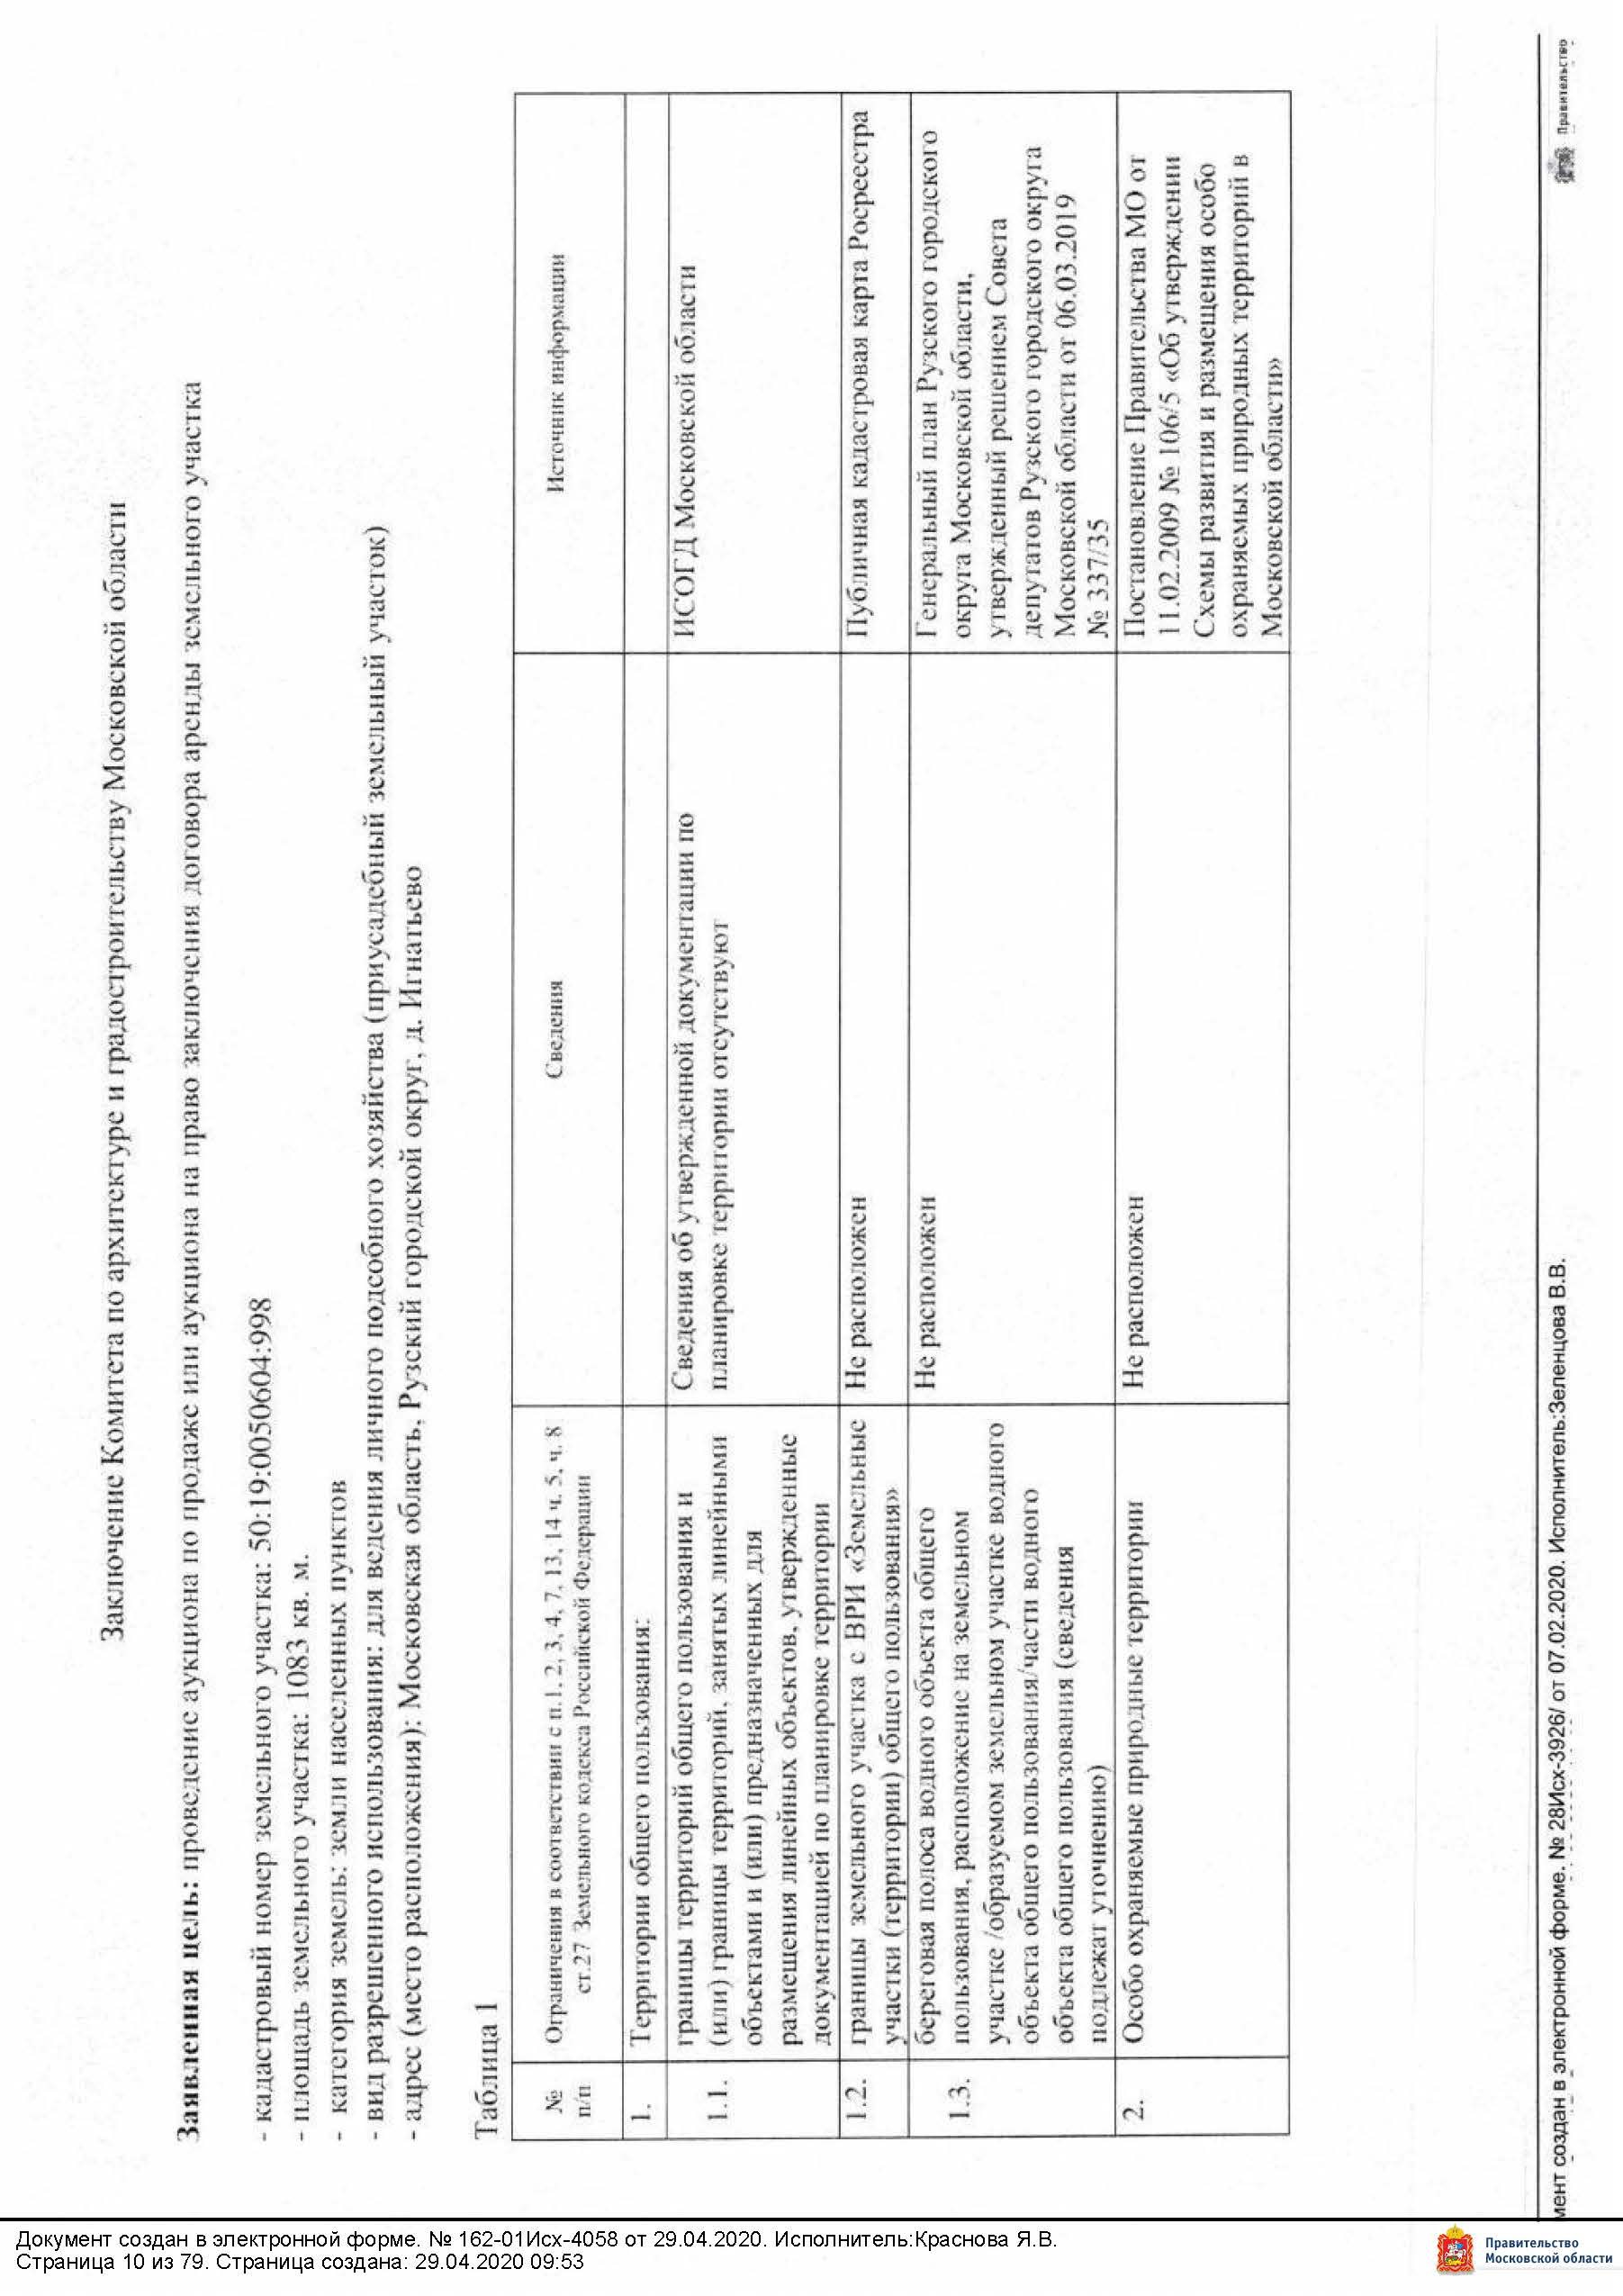 Заключение Комитета по архитектуре и градостроительству Московской области
Заявленная цель: проведение аукциона по продаже или аукциона на право заключения договора аренды земельного участка
- кадастровый номер земельного участка: 50:19:0050604:998
- площадь земельного участка: 1083 кв. м.
- категория земель: земли населенных пунктов
- вид разрешенного использования: для ведения личного подсобного хозяйства (приусадебный земельный участок)
- адрес (место расположения): Московская область, Рузский городской округ, д. Игнатьево
Таблица 1
№
п/п
Ограничения в соответствии с п.1, 2, 3, 4, 7, 13, 14 ч. 5, ч. 8
ст.27 Земельного кодекса Российской Федерации
Сведения
Источник информации
1.
Территории общего пользования:
1.1.
границы территорий общего пользования и
(или) границы территорий, занятых линейными
объектами и (или) предназначенных для
размещения линейных объектов, утвержденные
документацией по планировке территории
Сведения об утвержденной документации по
планировке территории отсутствуют
ИСОГД Московской области
1.2.
границы земельного участка с ВРИ «Земельные
участки (территории) общего пользования»
Не расположен
Публичная кадастровая карта Росреестра
1.3.
береговая полоса водного объекта общего
пользования, расположение на земельном
участке /образуемом земельном участке водного
объекта общего пользования/части водного
объекта общего пользования (сведения
подлежат уточнению)
Не расположен
Генеральный план Рузского городского
округа Московской области,
утвержденный решением Совета
депутатов Рузского городского округа
Московской области от 06.03.2019
№ 337/35
2.
Особо охраняемые природные территории
Не расположен
Постановление Правительства МО от
11.02.2009 № 106/5 «Об утверждении
Схемы развития и размещения особо
охраняемых природных территорий в
Московской области»
мент создан в электронной форме. № 28Исх-3926/ от 07.02.2020. Исполнитель:Зеленцова В.В.
Правительство
Документ создан в электронной форме. № 162-01Исх-4058 от 29.04.2020. Исполнитель:Краснова Я.В.
Страница 10 из 79. Страница создана: 29.04.2020 09:53
Правительство
Московской области